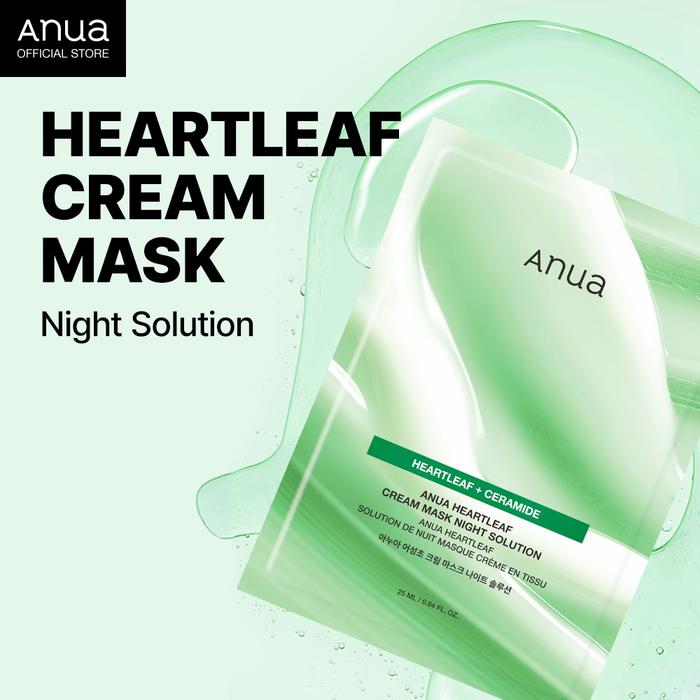 Anua
OFFICIAL STORE
HEARTLEAF
CREAM
MASK
Night Solution
Anua
HEARTLEAF + CERAMIDE
ANUA HEARTLEAF
CREAM MASK NIGHT SOLUTION
ANUA HEARTLEAF
SOLUTION DE NUIT MASQUE CRÈME EN TISSU
아누아 어성초 크림 마스크 나이트 솔루션
25 ML / 0.84 FL. OZ.